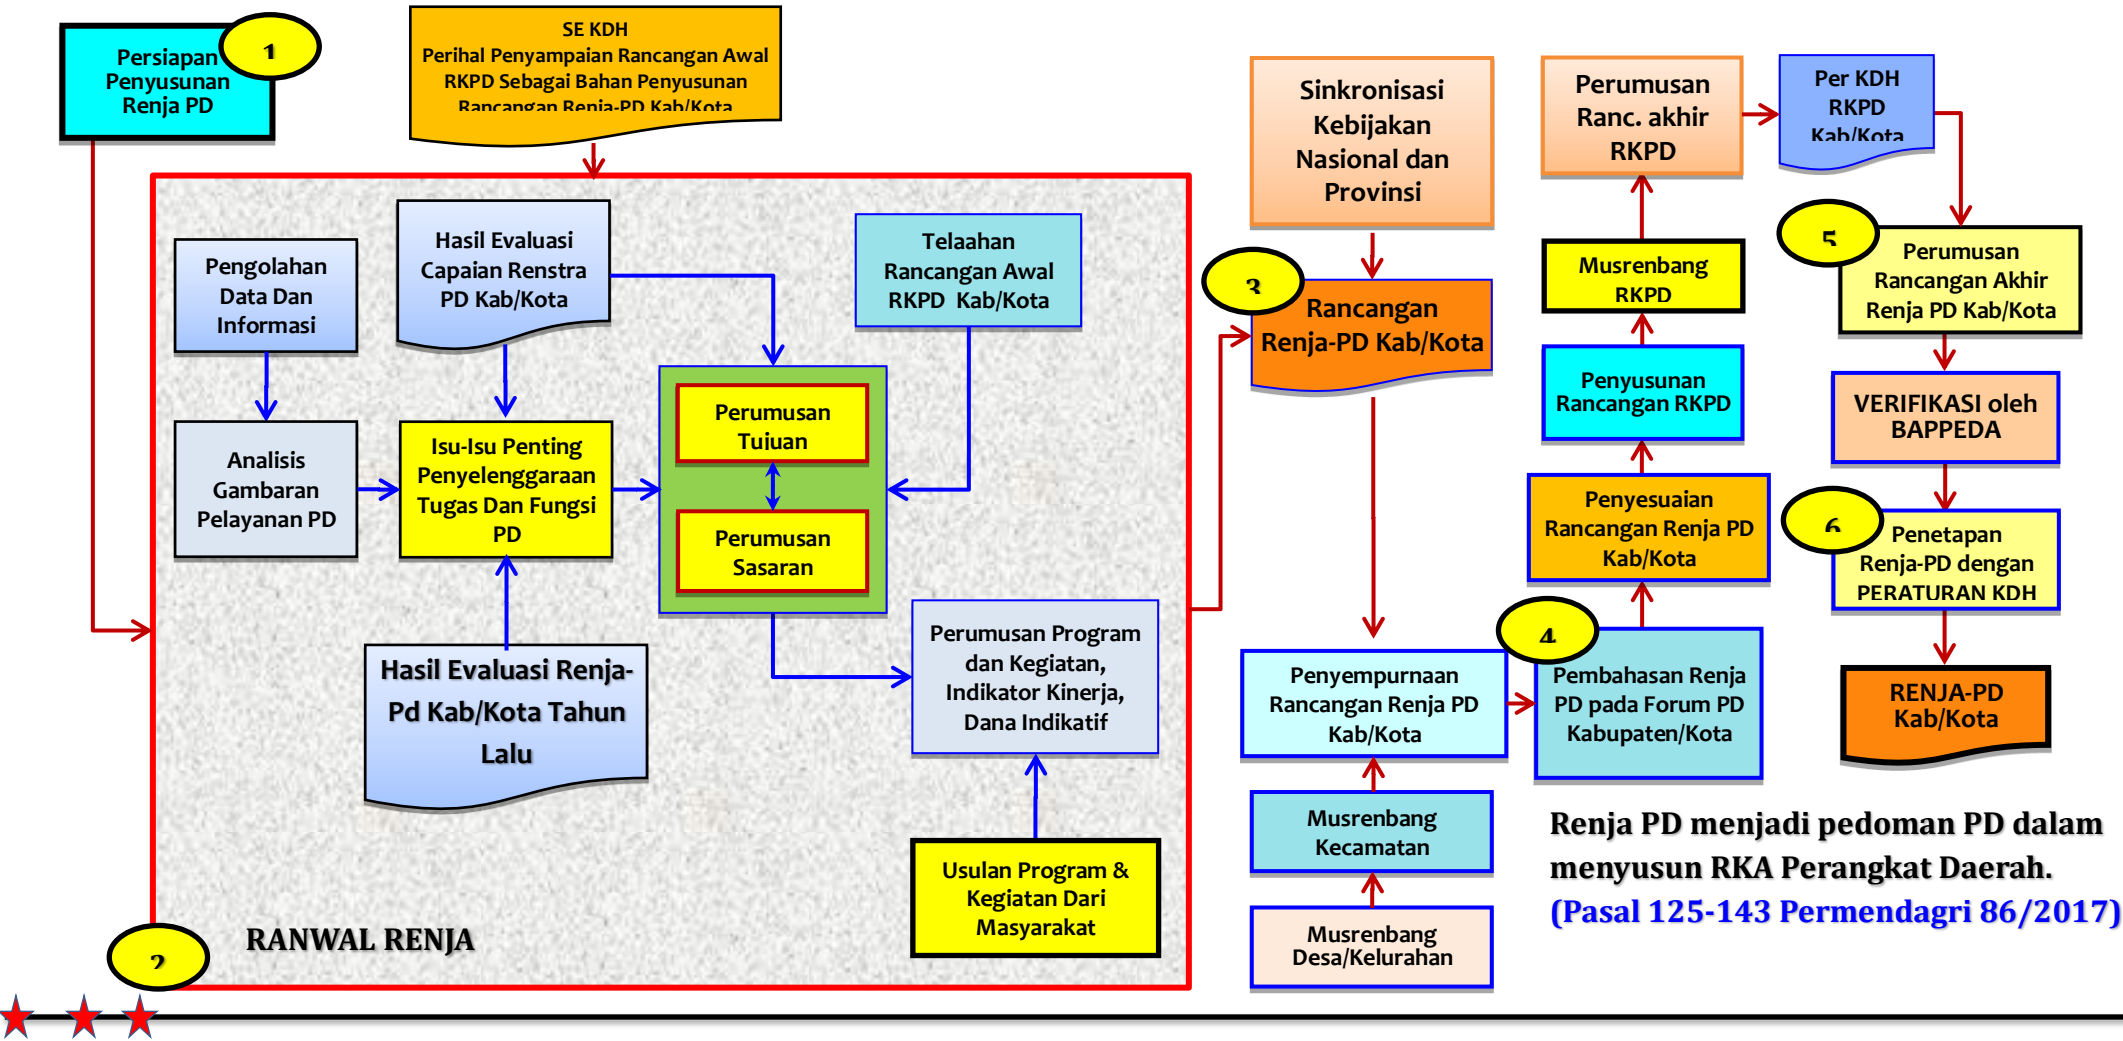 Persiapan
Penyusunan
Renja PD
1
SE KDH
Perihal Penyampaian Rancangan Awal
RKPD Sebagai Bahan Penyusunan
Rancangan Renja-PD Kab/Kota
Pengolahan
Data Dan
Informasi
Hasil Evaluasi
Capaian Renstra
PD Kab/Kota
Telaahan
Rancangan Awal
RKPD Kab/Kota
Analisis
Gambaran
Pelayanan PD
Isu-Isu Penting
Penyelenggaraan
Tugas Dan Fungsi
PD
Perumusan
Tujuan
Perumusan
Sasaran
Hasil Evaluasi Renja-
Pd Kab/Kota Tahun
Lalu
Perumusan Program
dan Kegiatan,
Indikator Kinerja,
Dana Indikatif
Usulan Program &
Kegiatan Dari
Masyarakat
2
RANWAL RENJA
Sinkronisasi
Kebijakan
Nasional dan
Provinsi
3
Rancangan
Renja-PD Kab/Kota
Penyempurnaan
Rancangan Renja PD
Kab/Kota
Musrenbang
Kecamatan
Musrenbang
Desa/Kelurahan
Perumusan
Ranc. akhir
RKPD
Musrenbang
RKPD
Penyusunan
Rancangan RKPD
Penyesuaian
Rancangan Renja PD
Kab/Kota
4
Pembahasan Renja
PD pada Forum PD
Kabupaten/Kota
Per KDH
RKPD
Kab/Kota
5
Perumusan
Rancangan Akhir
Renja PD Kab/Kota
VERIFIKASI oleh
BAPPEDA
6
Penetapan
Renja-PD dengan
PERATURAN KDH
RENJA-PD
Kab/Kota
Renja PD menjadi pedoman PD dalam
menyusun RKA Perangkat Daerah.
(Pasal 125-143 Permendagri 86/2017)